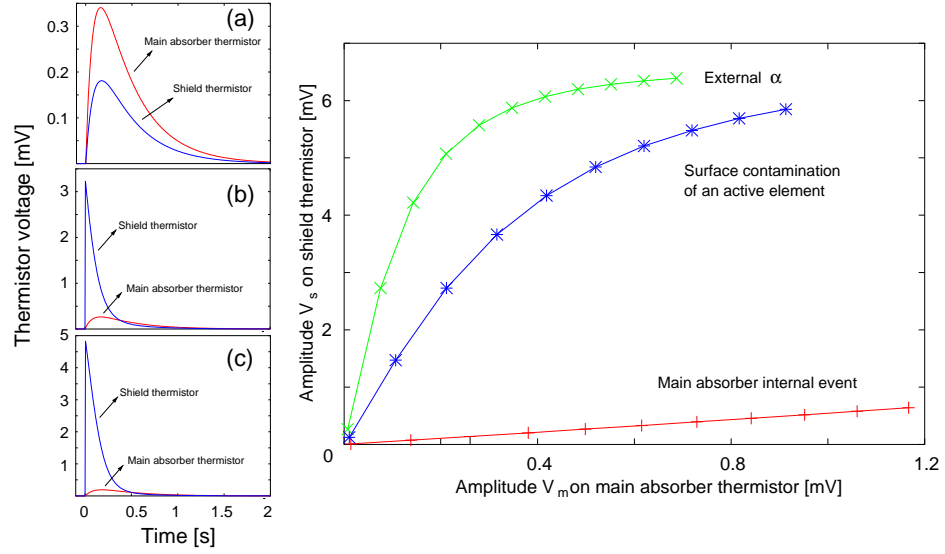 (a)
0.3
0.2
0.1
Main absorber thermistor
Shield thermistor
(b)
3
2
1
Shield thermistor
Main absorber thermistor
(c)
5
4
3
2
1
Shield thermistor
Main absorber thermistor
0 0.5 1 1.5 2
Time [s]
Thermistor voltage [mV]
Amplitude V s on shield thermistor [mV]
6
4
2
0
0.4 0.8 1.2
Amplitude V m on main absorber thermistor [mV]
External α
Surface contamination
of an active element
Main absorber internal event